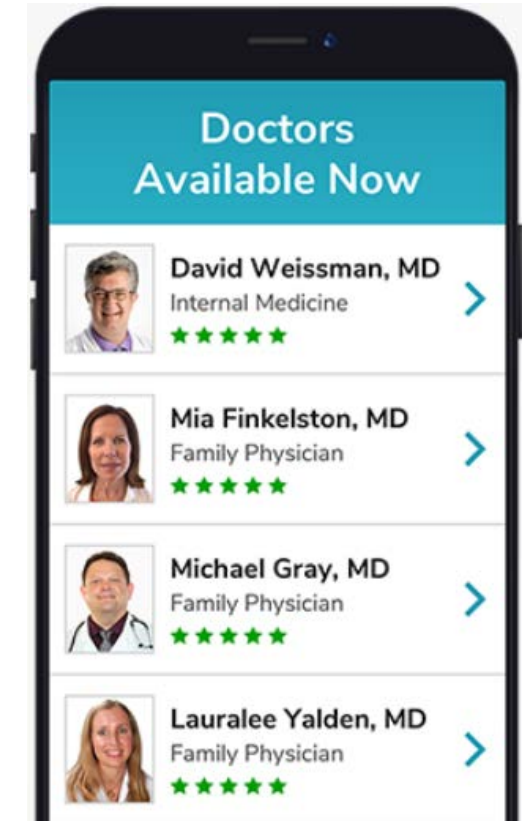 Doctors
Available Now
David Weissman, MD
Internal Medicine
Mia Finkelston, MD
Family Physician
Michael Gray, MD
Family Physician
Lauralee Yalden, MD
Family Physician